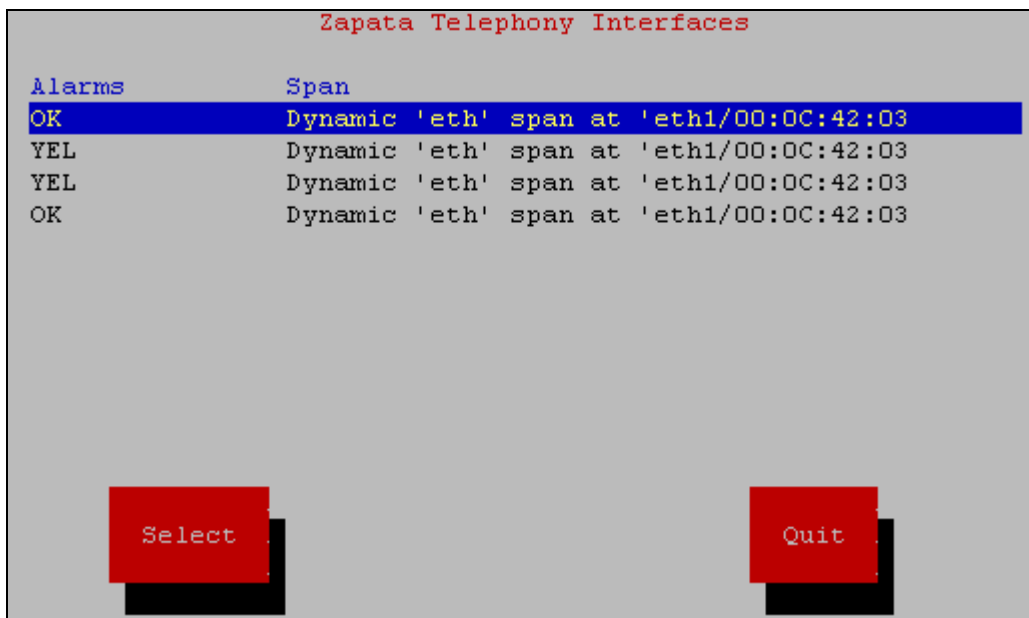 Zapata Telephony Interfaces
Alarms Span
OK Dynamic 'eth' span at 'eth1/00:0C:42:03
YEL Dynamic 'eth' span at 'eth1/00:0C:42:03
YEL Dynamic 'eth' span at 'eth1/00:0C:42:03
OK Dynamic 'eth' span at 'eth1/00:0C:42:03
Select Quit